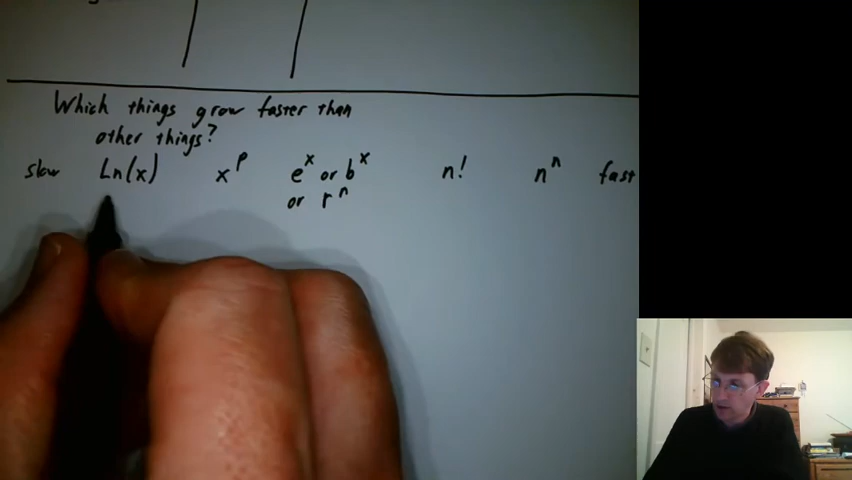 Which things grow faster than
other things?
slow Ln(x) x^p e^x or b^x n! n^n fast
or r^n